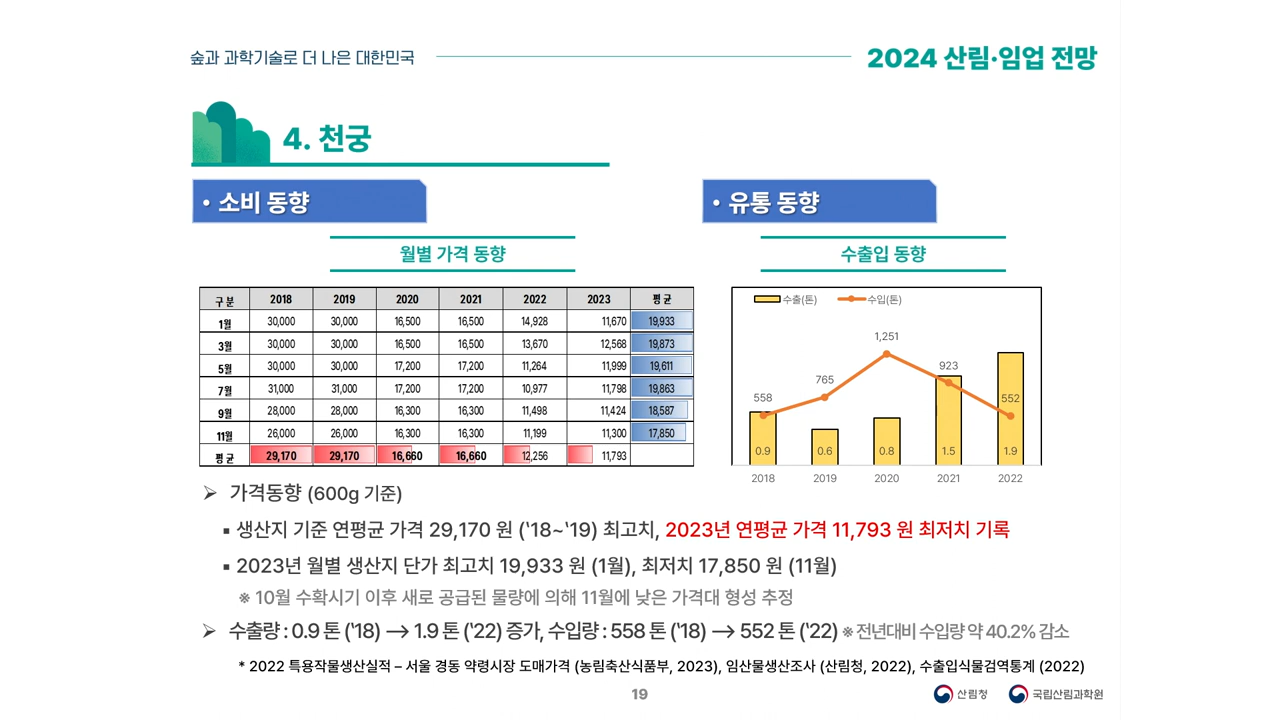 숲과 과학기술로 더 나은 대한민국
2024 산림·임업 전망
4. 천궁
• 소비 동향
월별 가격 동향
구분 2018 2019 2020 2021 2022 2023 평균
1월 30,000 30,000 16,500 16,500 14,928 11,670 19,933
3월 30,000 30,000 16,500 16,500 13,670 12,568 19,873
5월 30,000 30,000 17,200 17,200 11,264 11,999 19,611
7월 31,000 31,000 17,200 17,200 10,977 11,798 19,863
9월 28,000 28,000 16,300 16,300 11,498 11,424 18,587
11월 26,000 26,000 16,300 16,300 11,199 11,300 17,850
평균 29,170 29,170 16,660 16,660 12,256 11,793
• 유통 동향
수출입 동향
수출(톤) 수입(톤)
558 765 1,251 923 552
0.9 0.6 0.8 1.5 1.9
2018 2019 2020 2021 2022
➢ 가격동향 (600g 기준)
▪ 생산지 기준 연평균 가격 29,170 원 (‘18~‘19) 최고치, 2023년 연평균 가격 11,793 원 최저치 기록
▪ 2023년 월별 생산지 단가 최고치 19,933 원 (1월), 최저치 17,850 원 (11월)
※ 10월 수확시기 이후 새로 공급된 물량에 의해 11월에 낮은 가격대 형성 추정
➢ 수출량 : 0.9 톤 (‘18) → 1.9 톤 (‘22) 증가, 수입량 : 558 톤 (‘18) → 552 톤 (‘22) ※ 전년대비 수입량 약 40.2% 감소
* 2022 특용작물생산실적 – 서울 경동 약령시장 도매가격 (농림축산식품부, 2023), 임산물생산조사 (산림청, 2022), 수출입식물검역통계 (2022)
19
산림청 국립산림과학원